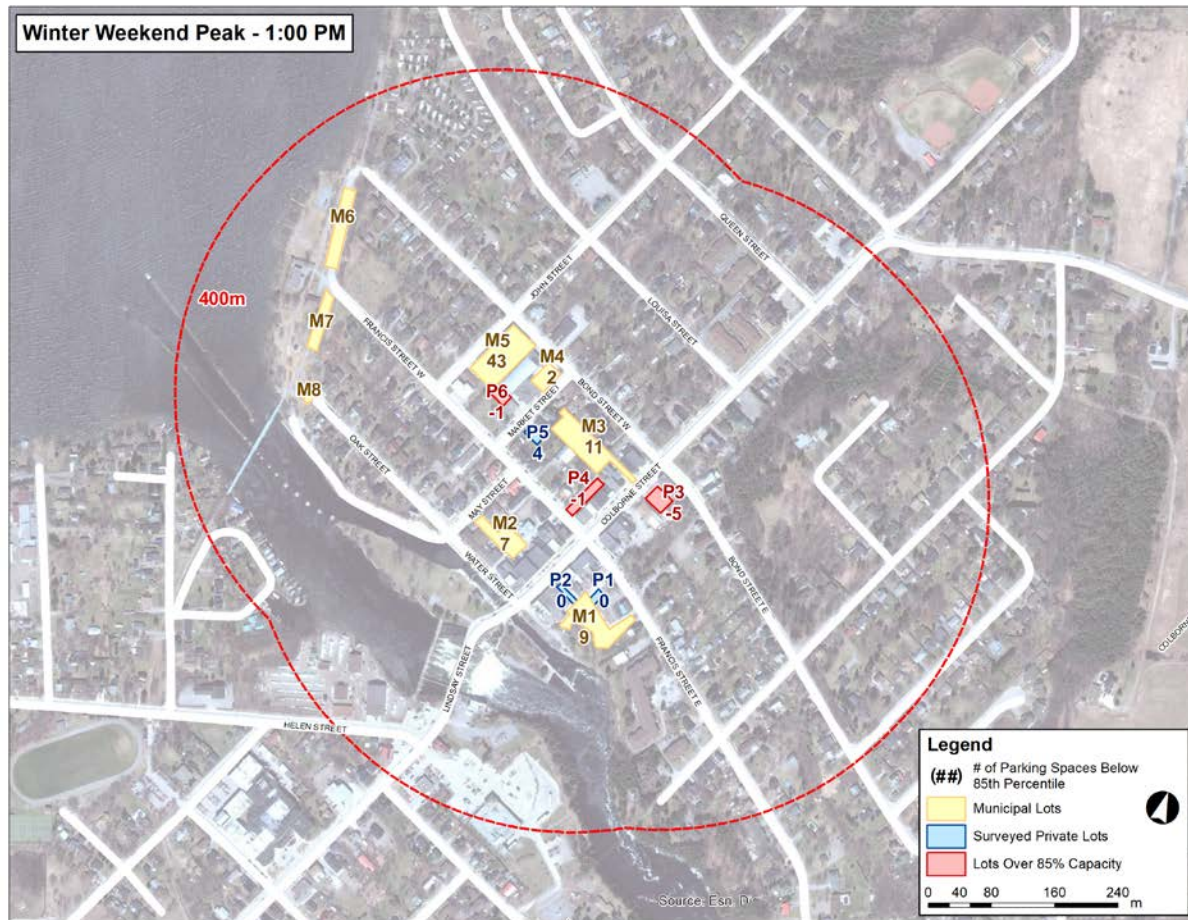 Winter Weekend Peak - 1:00 PM
400m
M6
M7
M8
JOHN STREET
QUEEN STREET
LOUISA STREET
FRANCIS STREET W
M5
43
M4
2
P6
-1
MARKET STREET
BOND STREET W
P5
4
M3
11
OAK STREET
MAY STREET
P4
-1
COLBORNE STREET
P3
-5
M2
7
WATER STREET
BOND STREET E
P2
0
P1
0
M1
9
FRANCIS STREET E
LINDSAY STREET
HELEN STREET
Legend
(##) # of Parking Spaces Below
85th Percentile
Municipal Lots
Surveyed Private Lots
Lots Over 85% Capacity
0 40 80 160 240
m
Source: Esri, Di